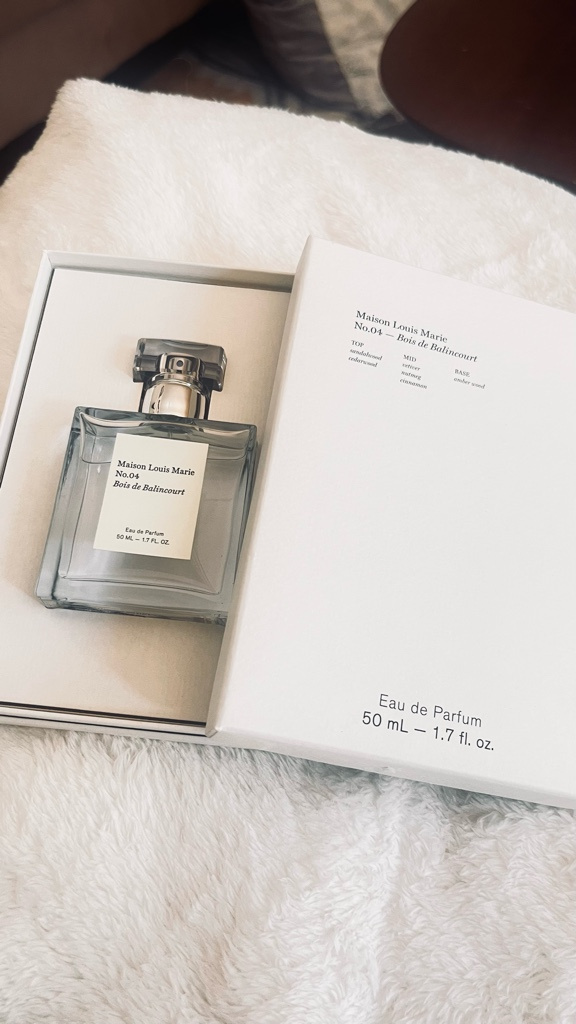 Maison Louis Marie
No.04
Bois de Balincourt
Eau de Parfum
50 ML — 1.7 FL. OZ.
Maison Louis Marie
No.04 — Bois de Balincourt
TOP
sandalwood
cedarwood
MID
vetiver
nutmeg
cinnamon
BASE
amber wood
Eau de Parfum
50 mL — 1.7 fl. oz.